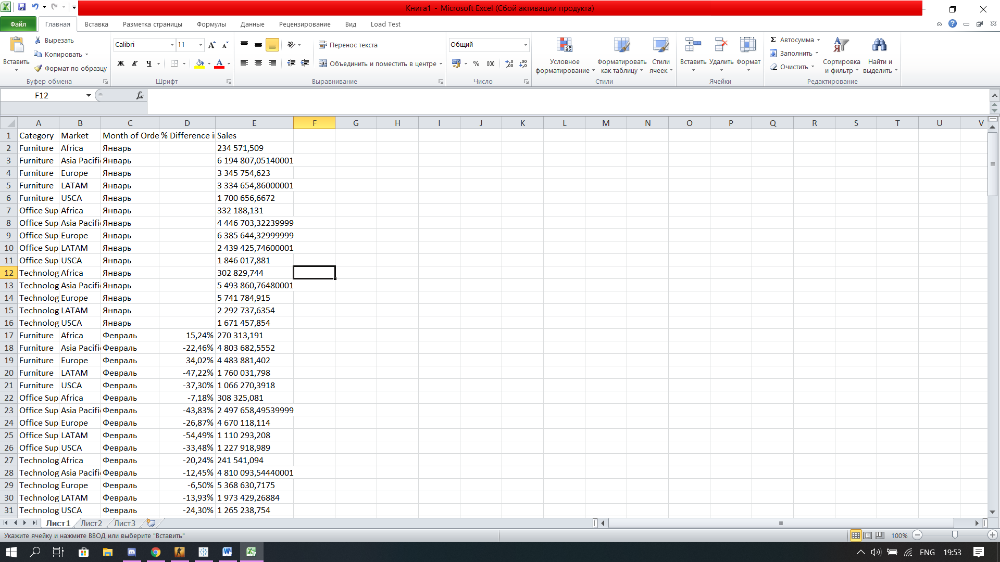 Книга1 - Microsoft Excel (Сбой активации продукта)
Файл Главная Вставка Разметка страницы Формулы Данные Рецензирование Вид Load Test
Вставить
Вырезать
Копировать
Формат по образцу
Буфер обмена
Calibri 11
Ж К Ч А
Шрифт
Перенос текста
Объединить и поместить в центре
Выравнивание
Общий
% 000
Число
Условное форматирование
Форматировать как таблицу
Стили ячеек
Стили
Вставить Удалить Формат
Ячейки
Σ Автосумма
Заполнить
Очистить
Сортировка и фильтр
Найти и выделить
Редактирование
F12 fx
A B C D E F G H I J K L M N O P Q R S T U V
1 Category Market Month of Orde % Difference i Sales
2 Furniture Africa Январь 234 571,509
3 Furniture Asia Pacifi Январь 6 194 807,05140001
4 Furniture Europe Январь 3 345 754,623
5 Furniture LATAM Январь 3 334 654,86000001
6 Furniture USCA Январь 1 700 656,6672
7 Office Sup Africa Январь 332 188,131
8 Office Sup Asia Pacifi Январь 4 446 703,32239999
9 Office Sup Europe Январь 6 385 644,32999999
10 Office Sup LATAM Январь 2 439 425,74600001
11 Office Sup USCA Январь 1 846 017,881
12 Technolog Africa Январь 302 829,744
13 Technolog Asia Pacifi Январь 5 493 860,76480001
14 Technolog Europe Январь 5 741 784,915
15 Technolog LATAM Январь 2 292 737,6354
16 Technolog USCA Январь 1 671 457,854
17 Furniture Africa Февраль 15,24% 270 313,191
18 Furniture Asia Pacifi Февраль -22,46% 4 803 682,5552
19 Furniture Europe Февраль 34,02% 4 483 881,402
20 Furniture LATAM Февраль -47,22% 1 760 031,798
21 Furniture USCA Февраль -37,30% 1 066 270,3918
22 Office Sup Africa Февраль -7,18% 308 325,081
23 Office Sup Asia Pacifi Февраль -43,83% 2 497 658,49539999
24 Office Sup Europe Февраль -26,87% 4 670 118,114
25 Office Sup LATAM Февраль -54,49% 1 110 293,208
26 Office Sup USCA Февраль -33,48% 1 227 918,989
27 Technolog Africa Февраль -20,24% 241 541,094
28 Technolog Asia Pacifi Февраль -12,45% 4 810 093,54440001
29 Technolog Europe Февраль -6,50% 5 368 630,7175
30 Technolog LATAM Февраль -13,93% 1 973 429,26884
31 Technolog USCA Февраль -24,30% 1 265 238,754
Лист1 Лист2 Лист3
Укажите ячейку и нажмите ВВОД или выберите "Вставить" 100%
ENG 19:53